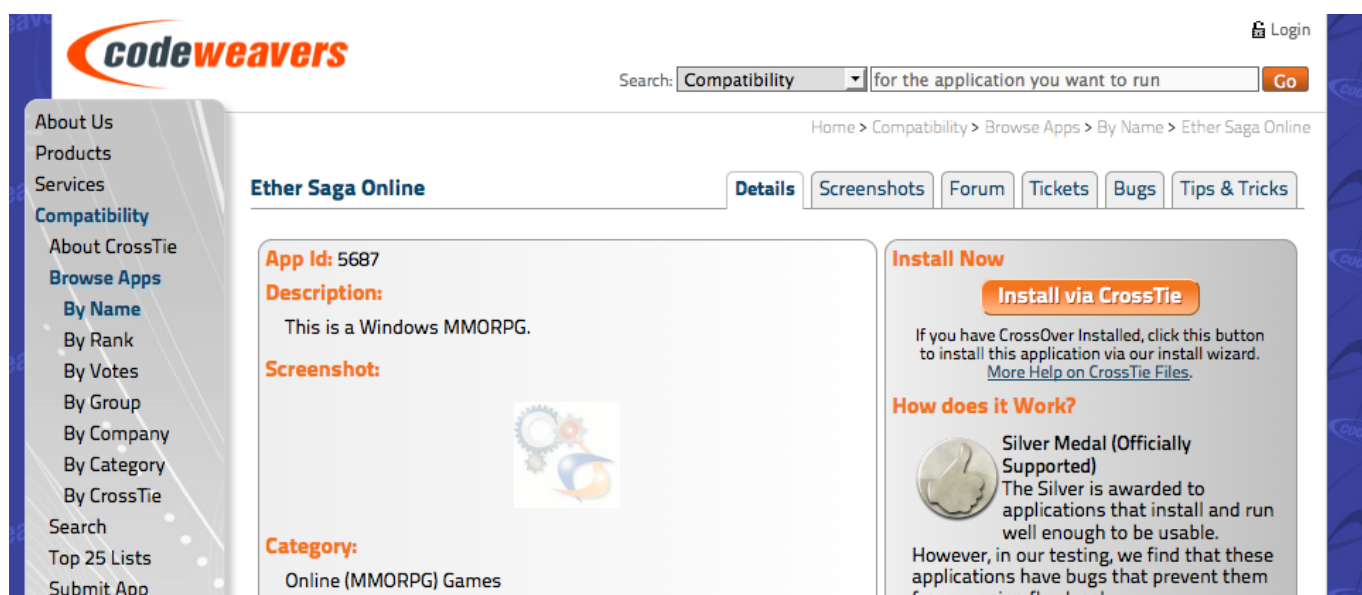 codeweavers
Login
Search: Compatibility for the application you want to run Go
Home > Compatibility > Browse Apps > By Name > Ether Saga Online
About Us
Products
Services
Compatibility
About CrossTie
Browse Apps
By Name
By Rank
By Votes
By Group
By Company
By Category
By CrossTie
Search
Top 25 Lists
Submit App
Ether Saga Online
Details Screenshots Forum Tickets Bugs Tips & Tricks
App Id: 5687
Description:
This is a Windows MMORPG.
Screenshot:
Category:
Online (MMORPG) Games
Install Now
Install via CrossTie
If you have CrossOver Installed, click this button
to install this application via our install wizard.
More Help on CrossTie Files.
How does it Work?
Silver Medal (Officially
Supported)
The Silver is awarded to
applications that install and run
well enough to be usable.
However, in our testing, we find that these
applications have bugs that prevent them